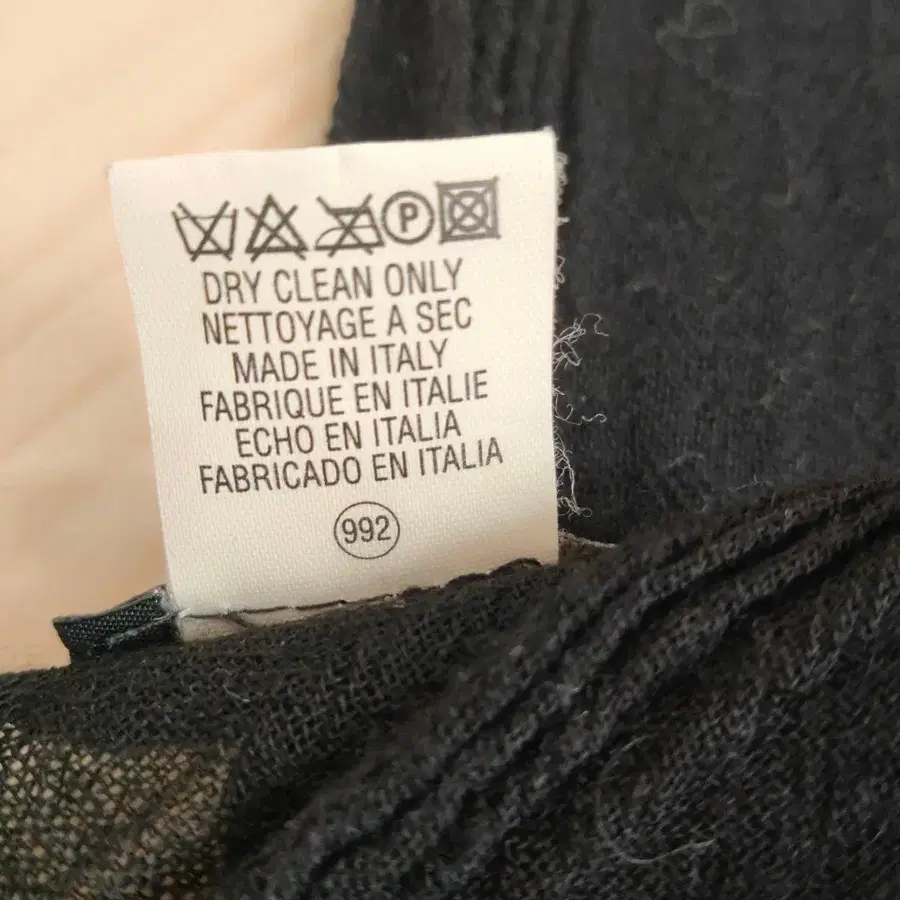 P
DRY CLEAN ONLY
NETTOYAGE A SEC
MADE IN ITALY
FABRIQUE EN ITALIE
ECHO EN ITALIA
FABRICADO EN ITALIA
992